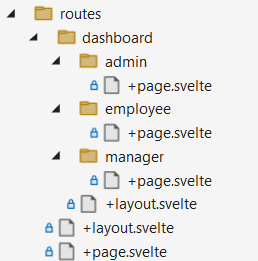 routes
dashboard
admin
+page.svelte
employee
+page.svelte
manager
+page.svelte
+layout.svelte
+layout.svelte
+page.svelte